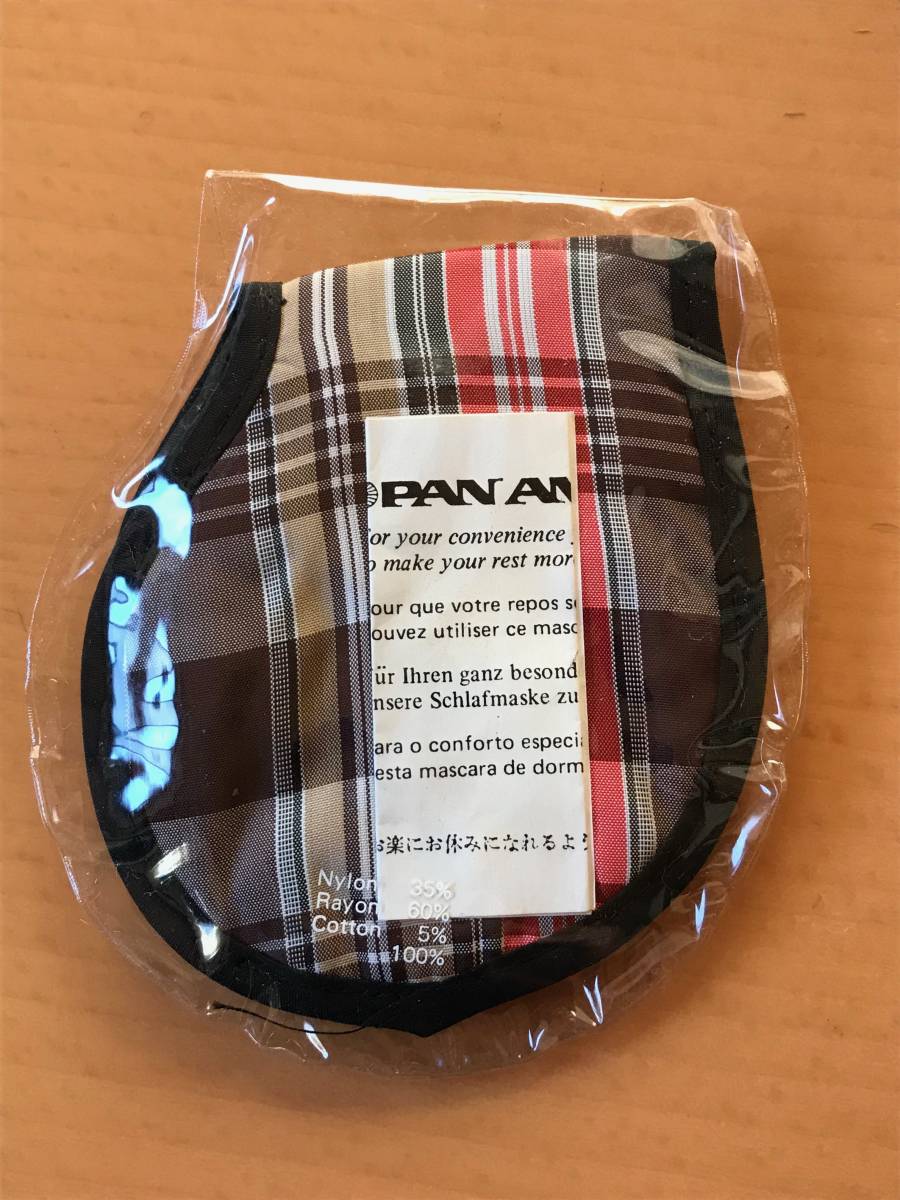 PAN AM
or your convenience
o make your rest more
our que votre repos s
ouvez utiliser ce masc
ür Ihren ganz besond
nsere Schlafmaske zu
ara o conforto especi
esta mascara de dorm
お楽にお休みになれるよう
Nylon 35%
Rayon 60%
Cotton 5%
100%